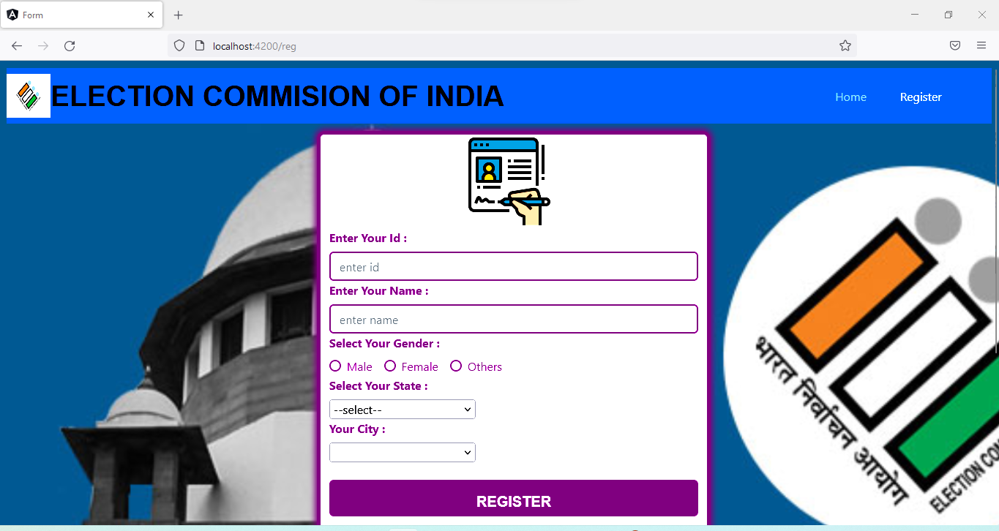 Form
localhost:4200/reg
ELECTION COMMISION OF INDIA
Home
Register
Enter Your Id :
enter id
Enter Your Name :
enter name
Select Your Gender :
Male Female Others
Select Your State :
--select--
Your City :
REGISTER
भारत निर्वाचन आयोग
ELECTION